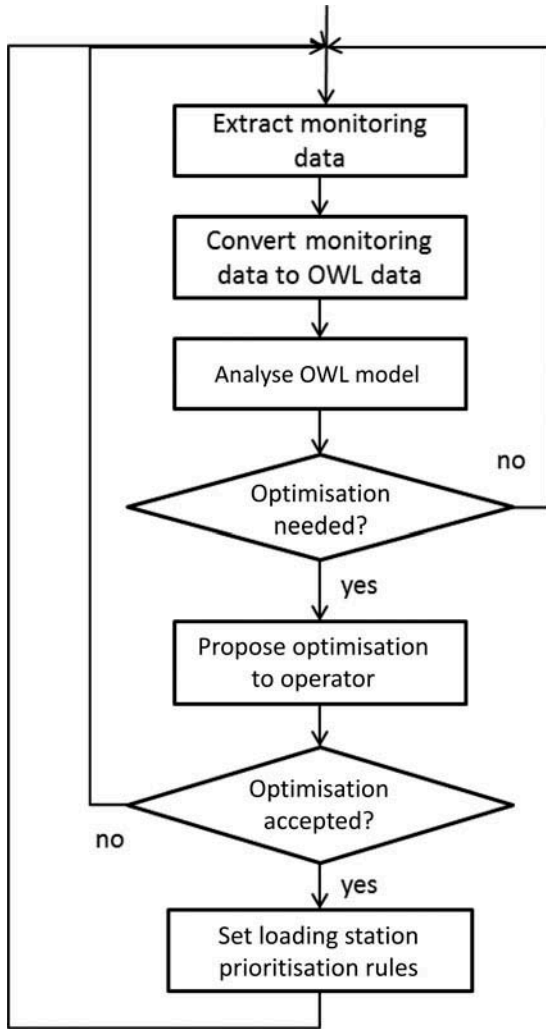 Extract monitoring
data
Convert monitoring
data to OWL data
Analyse OWL model
no
Optimisation
needed?
yes
Propose optimisation
to operator
Optimisation
accepted?
no
yes
Set loading station
prioritisation rules